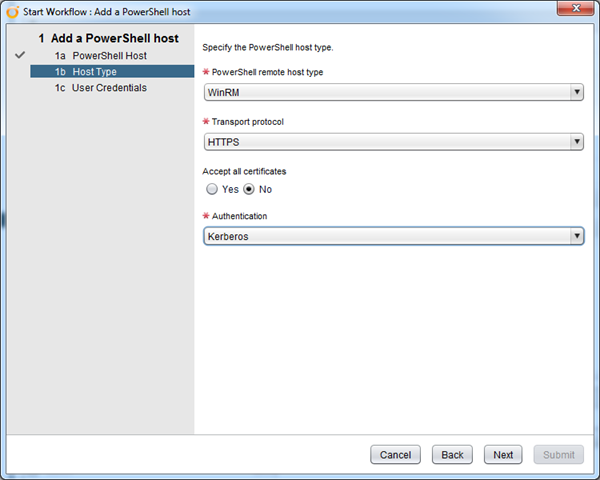 Start Workflow : Add a PowerShell host
1 Add a PowerShell host
1a PowerShell Host
1b Host Type
1c User Credentials
Specify the PowerShell host type.
* PowerShell remote host type
WinRM
* Transport protocol
HTTPS
Accept all certificates
Yes No
* Authentication
Kerberos
Cancel Back Next Submit